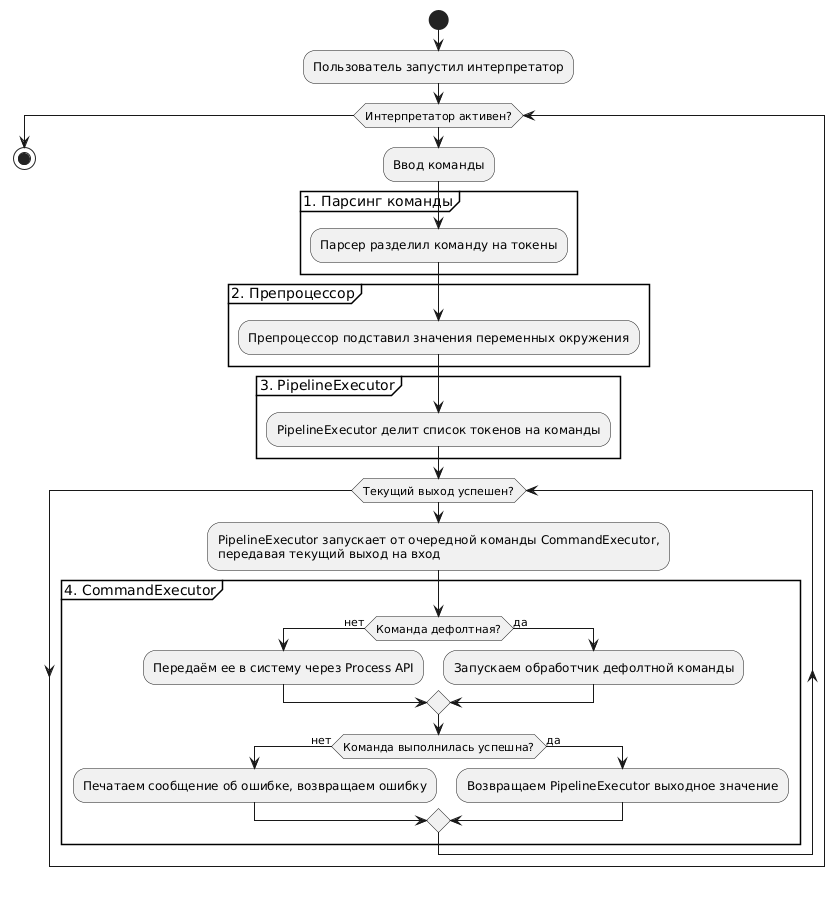 Пользователь запустил интерпретатор
Интерпретатор активен?
Ввод команды
1. Парсинг команды
Парсер разделил команду на токены
2. Препроцессор
Препроцессор подставил значения переменных окружения
3. PipelineExecutor
PipelineExecutor делит список токенов на команды
Текущий выход успешен?
PipelineExecutor запускает от очередной команды CommandExecutor,
передавая текущий выход на вход
4. CommandExecutor
нет
Команда дефолтная?
да
Передаём ее в систему через Process API
Запускаем обработчик дефолтной команды
нет
Команда выполнилась успешна?
да
Печатаем сообщение об ошибке, возвращаем ошибку
Возвращаем PipelineExecutor выходное значение